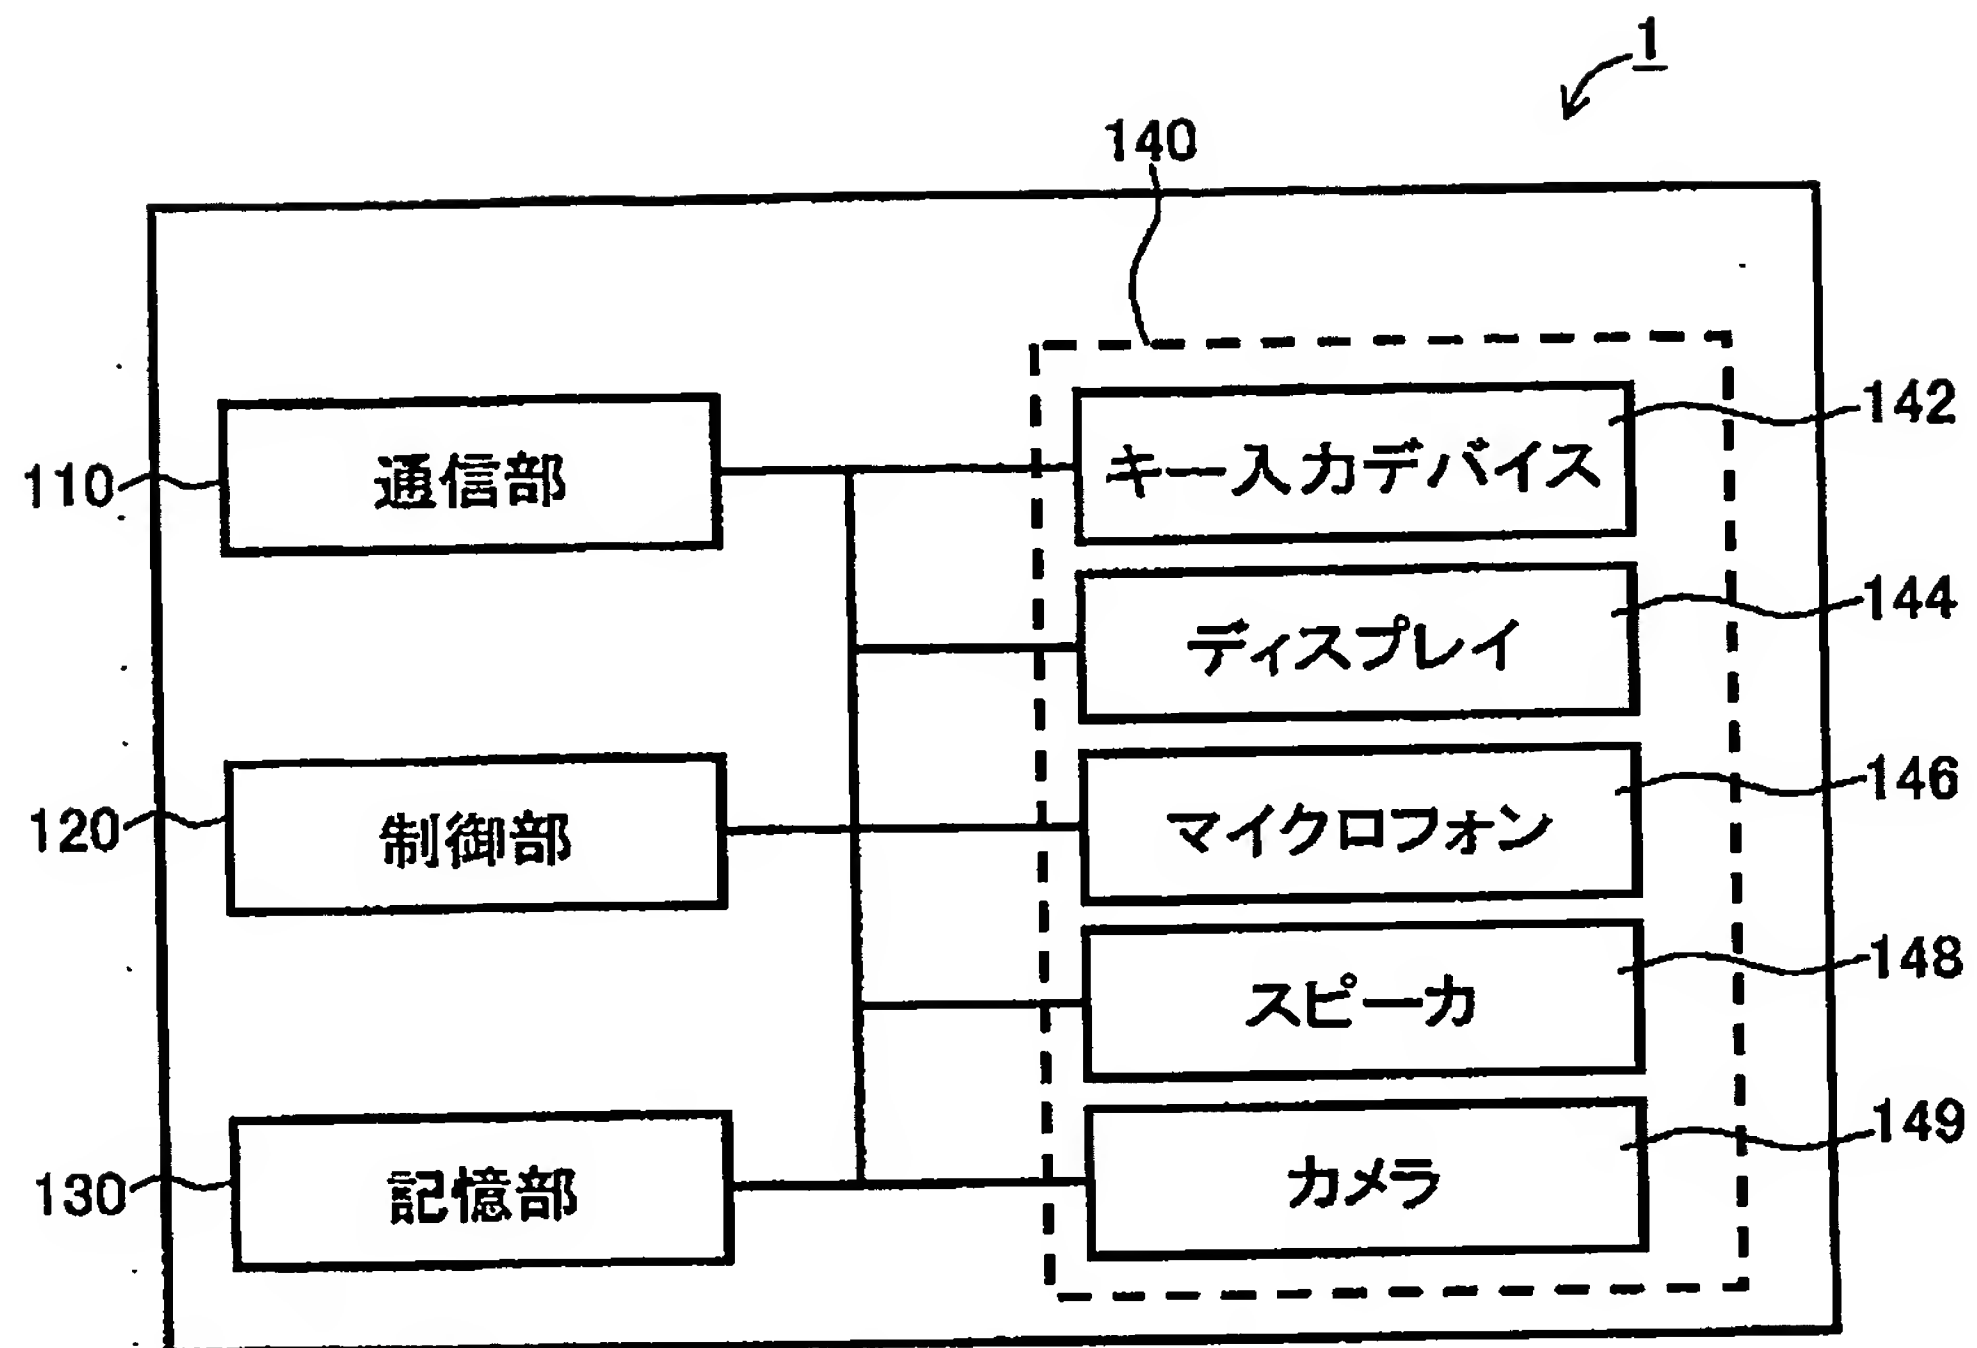 1
140
通信部
110
キー入力デバイス
142
ディスプレイ
144
制御部
120
マイクロフォン
146
スピーカ
148
記憶部
130
カメラ
149